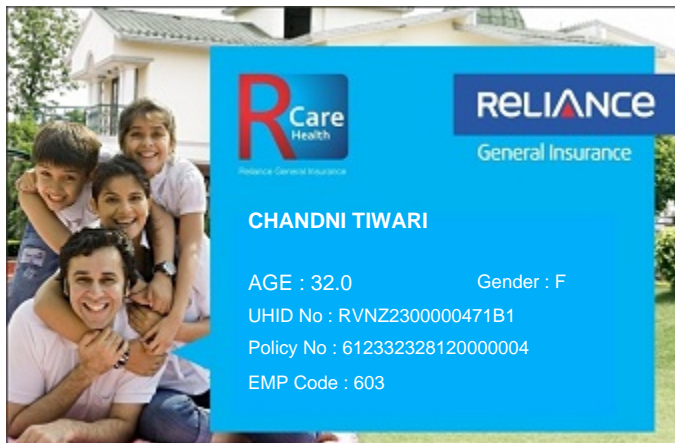 R Care
Health
Reliance General Insurance
RELIANCE
General Insurance
CHANDNI TIWARI
AGE : 32.0
Gender : F
UHID No : RVNZ2300000471B1
Policy No : 612332328120000004
EMP Code : 603